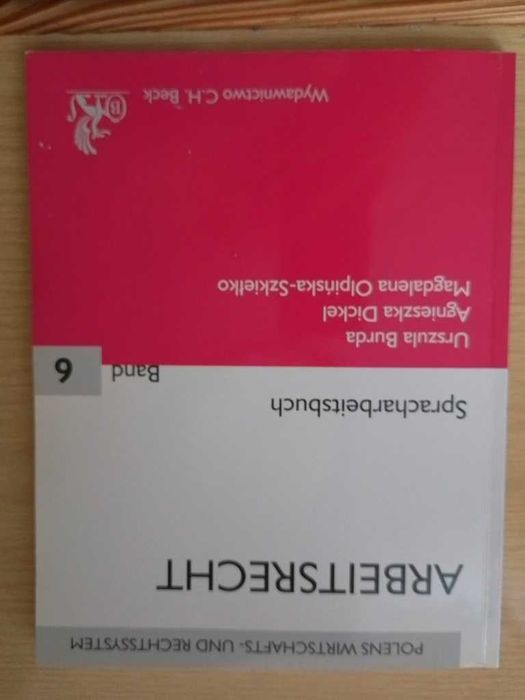 POLENS WIRTSCHAFTS- UND RECHTSSYSTEM
ARBEITSRECHT
Spracharbeitsbuch
Band 6
Urszula Burda
Agnieszka Dickel
Magdalena Olpińska-Szkiełko
Wydawnictwo C.H. Beck
B